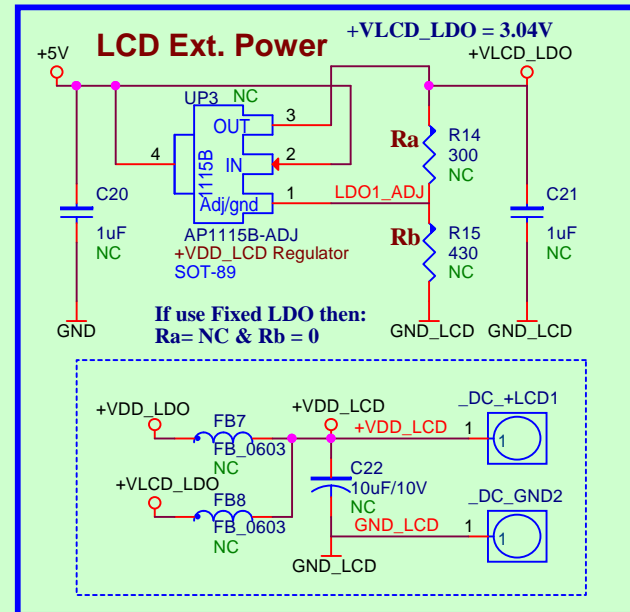 LCD Ext. Power
+VLCD_LDO = 3.04V
+5V
+VLCD_LDO
UP3
NC
OUT
3
Ra
R14
300
NC
4
1115B
IN
2
C20
1uF
NC
Adj/gnd
1
LDO1_ADJ
C21
1uF
NC
Rb
R15
430
NC
AP1115B-ADJ
+VDD_LCD Regulator
SOT-89
GND
If use Fixed LDO then:
Ra= NC & Rb = 0
GND_LCD
GND_LCD
+VDD_LDO
FB7
FB_0603
NC
+VDD_LCD
+VDD_LCD
1
_DC_+LCD1
1
+VLCD_LDO
FB8
FB_0603
NC
C22
10uF/10V
NC
GND_LCD
1
_DC_GND2
1
GND_LCD